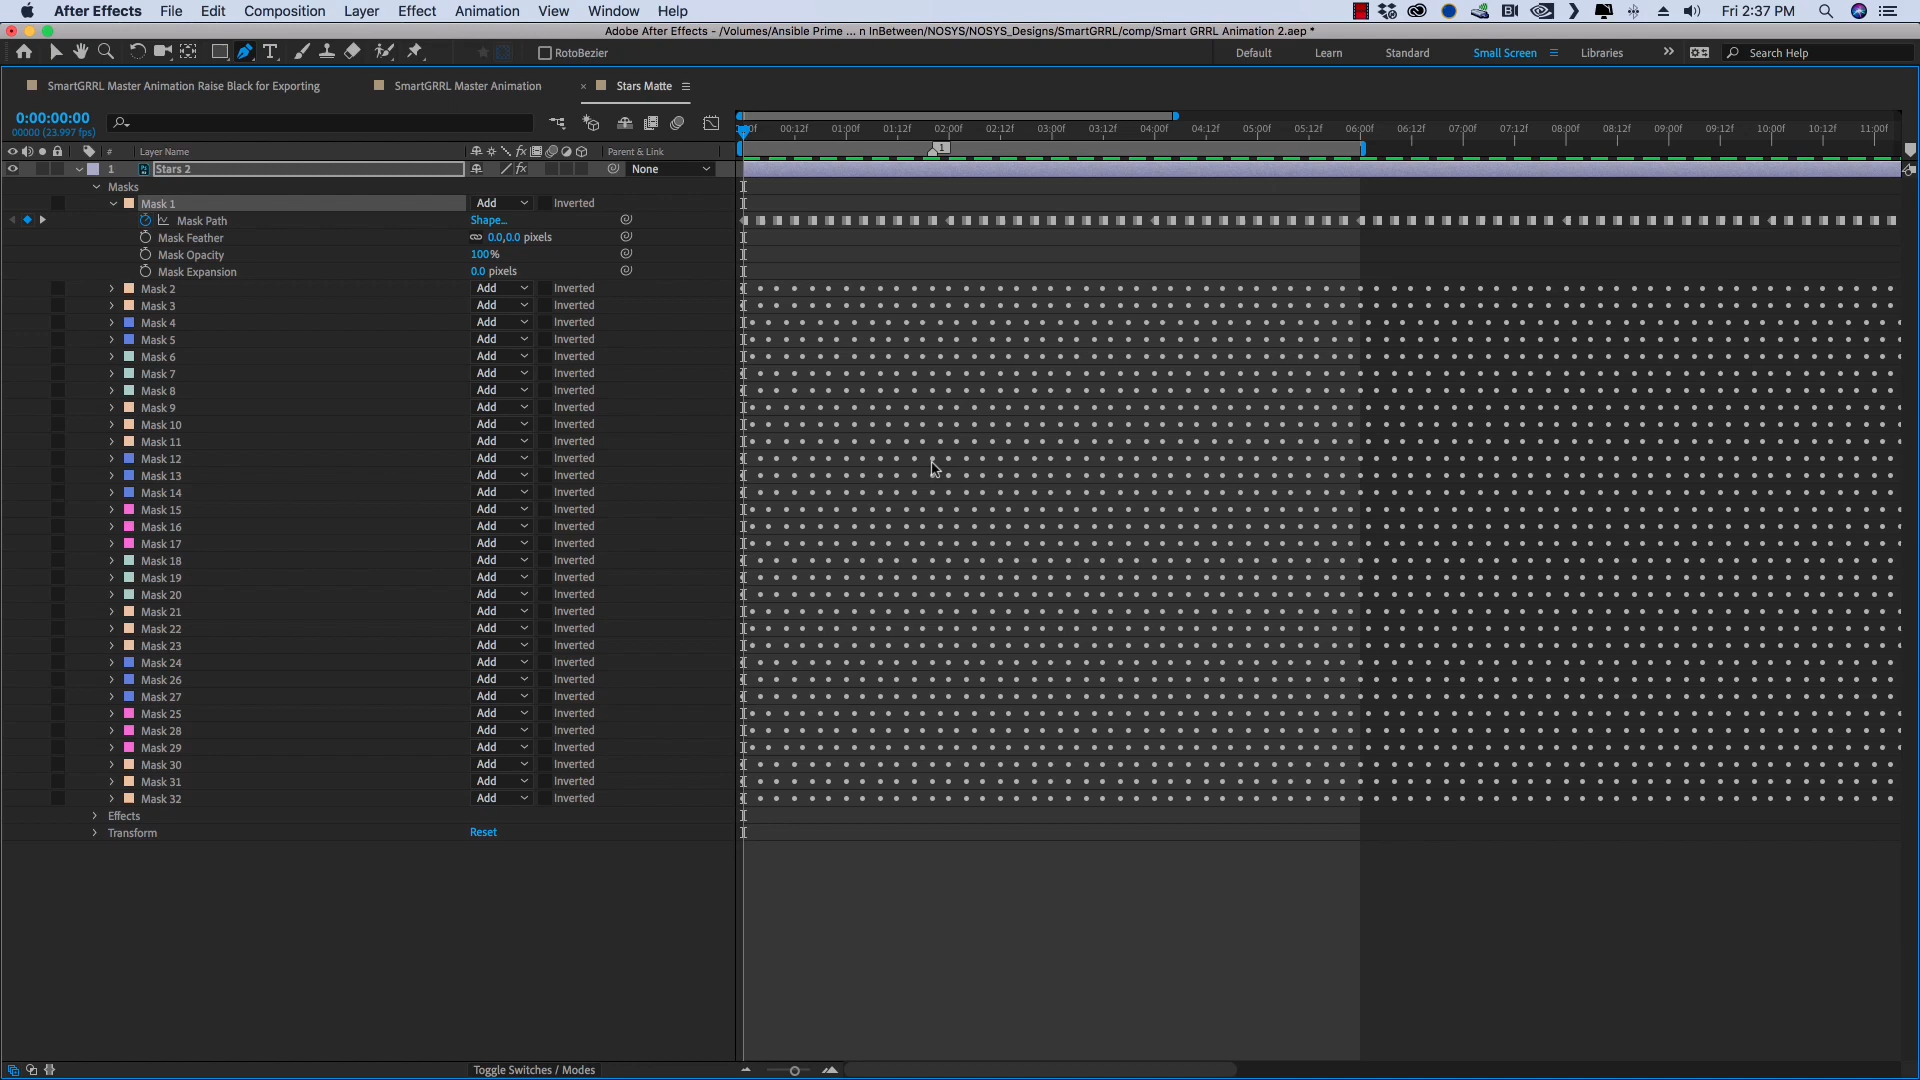 After Effects File Edit Composition Layer Effect Animation View Window Help Fri 2:37 PM
Adobe After Effects - /Volumes/Ansible Prime ... n InBetween/NOSYS/NOSYS_Designs/SmartGRRL/comp/Smart GRRL Animation 2.aep *
RotoBezier Default Learn Standard Small Screen Libraries Search Help
SmartGRRL Master Animation Raise Black for Exporting SmartGRRL Master Animation × Stars Matte
0:00:00:00
00000 (23.997 fps)
00f 00:12f 01:00f 01:12f 02:00f 02:12f 03:00f 03:12f 04:00f 04:12f 05:00f 05:12f 06:00f 06:12f 07:00f 07:12f 08:00f 08:12f 09:00f 09:12f 10:00f 10:12f 11:00f
# Layer Name fx Parent & Link 1
1 Stars 2 fx None
Masks
Mask 1 Add Inverted
Mask Path Shape...
Mask Feather 0.0,0.0 pixels
Mask Opacity 100%
Mask Expansion 0.0 pixels
Mask 2 Add Inverted
Mask 3 Add Inverted
Mask 4 Add Inverted
Mask 5 Add Inverted
Mask 6 Add Inverted
Mask 7 Add Inverted
Mask 8 Add Inverted
Mask 9 Add Inverted
Mask 10 Add Inverted
Mask 11 Add Inverted
Mask 12 Add Inverted
Mask 13 Add Inverted
Mask 14 Add Inverted
Mask 15 Add Inverted
Mask 16 Add Inverted
Mask 17 Add Inverted
Mask 18 Add Inverted
Mask 19 Add Inverted
Mask 20 Add Inverted
Mask 21 Add Inverted
Mask 22 Add Inverted
Mask 23 Add Inverted
Mask 24 Add Inverted
Mask 26 Add Inverted
Mask 27 Add Inverted
Mask 25 Add Inverted
Mask 28 Add Inverted
Mask 29 Add Inverted
Mask 30 Add Inverted
Mask 31 Add Inverted
Mask 32 Add Inverted
Effects
Transform Reset
Toggle Switches / Modes